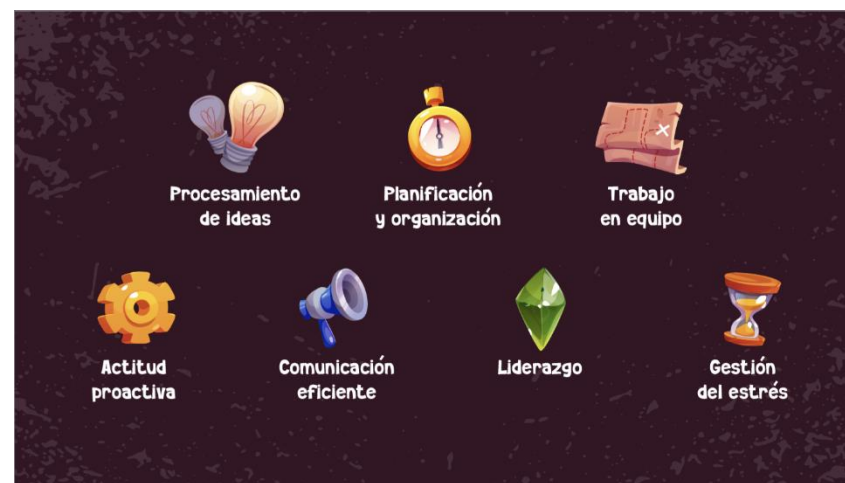 Procesamiento
de ideas
Planificación
y organización
Trabajo
en equipo
Actitud
proactiva
Comunicación
eficiente
Liderazgo
Gestión
del estrés